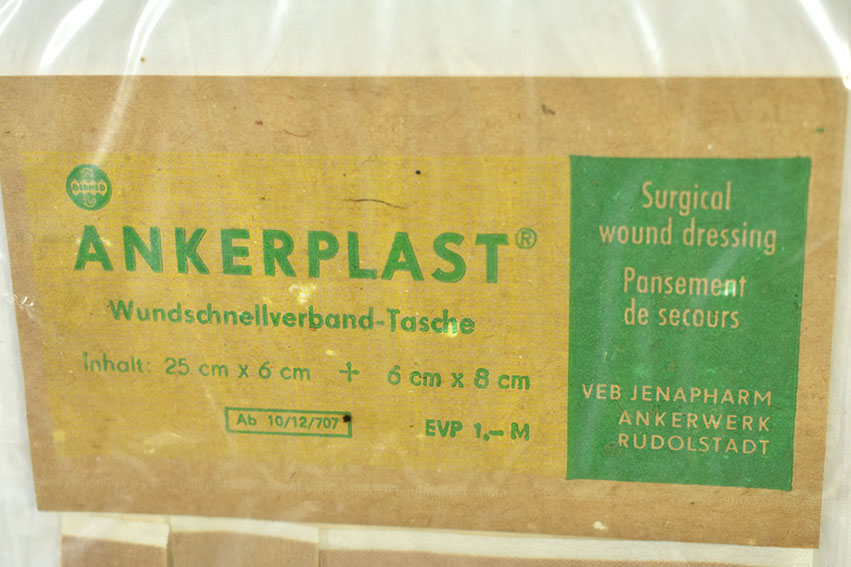 ANKERPLAST®
Wundschnellverband-Tasche
Inhalt: 25 cm x 6 cm + 6 cm x 8 cm
Ab 10/12/707
EVP 1,– M
Surgical
wound dressing
Pansement
de secours
VEB JENAPHARM
ANKERWERK
RUDOLSTADT